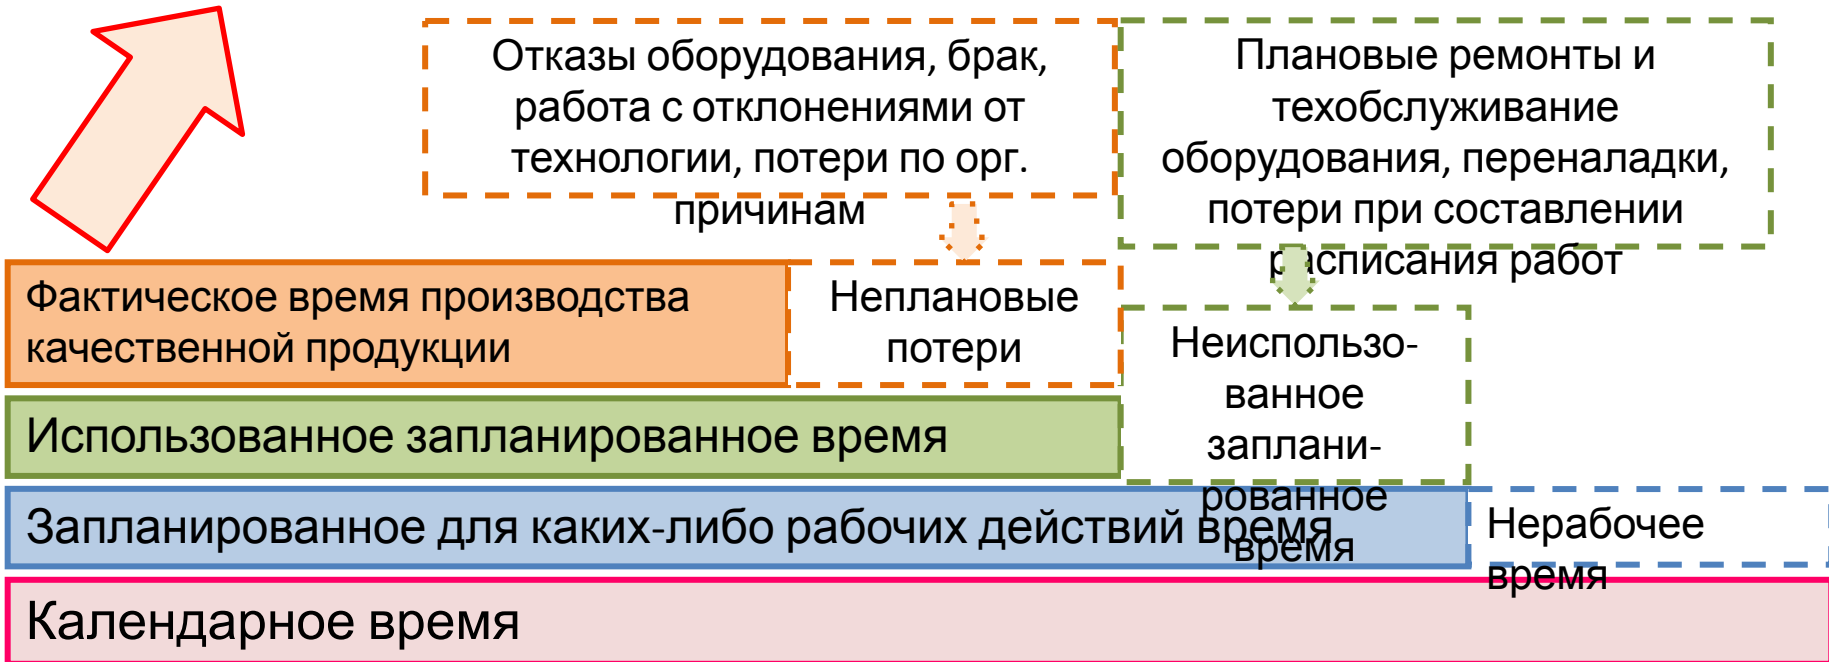 Отказы оборудования, брак,
работа с отклонениями от
технологии, потери по орг.
причинам
Плановые ремонты и
техобслуживание
оборудования, переналадки,
потери при составлении
расписания работ
Фактическое время производства
качественной продукции
Неплановые
потери
Неиспользо-
ванное
заплани-
рованное
время
Использованное запланированное время
Запланированное для каких-либо рабочих действий время
Нерабочее
время
Календарное время